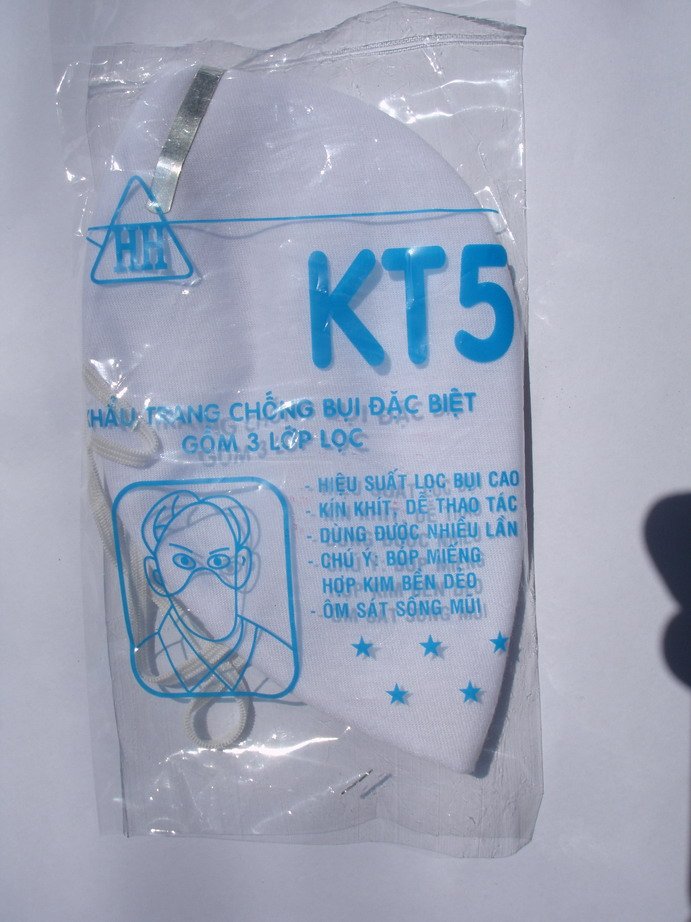 HH
KT5
KHẨU TRANG CHỐNG BỤI ĐẶC BIỆT
GỒM 3 LỚP LỌC
- HIỆU SUẤT LỌC BỤI CAO
- KÍN KHÍT, DỄ THAO TÁC
- DÙNG ĐƯỢC NHIỀU LẦN
- CHÚ Ý: BÓP MIẾNG
HỢP KIM BỀN DẺO
- ÔM SÁT SỐNG MŨI